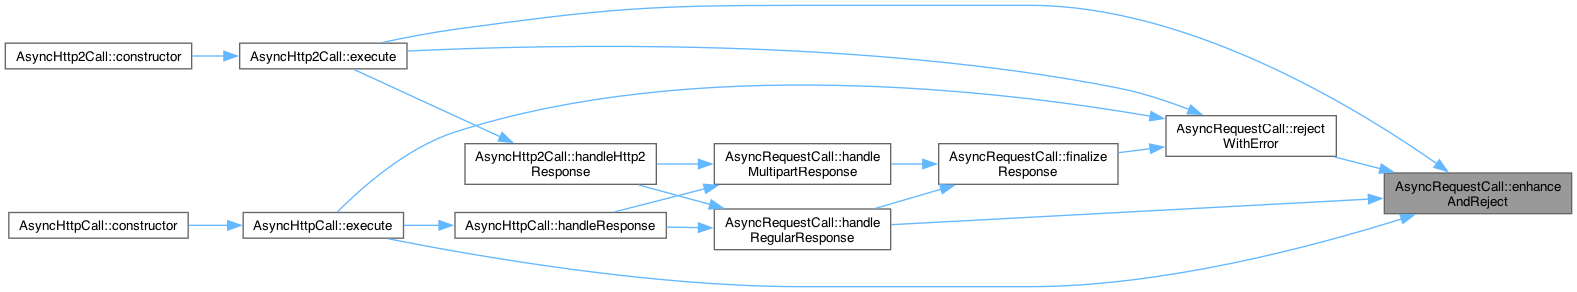 AsyncHttp2Call::constructor
AsyncHttp2Call::execute
AsyncHttp2Call::handleHttp2
Response
AsyncRequestCall::handle
MultipartResponse
AsyncRequestCall::finalize
Response
AsyncRequestCall::reject
WithError
AsyncRequestCall::enhance
AndReject
AsyncHttpCall::constructor
AsyncHttpCall::execute
AsyncHttpCall::handleResponse
AsyncRequestCall::handle
RegularResponse